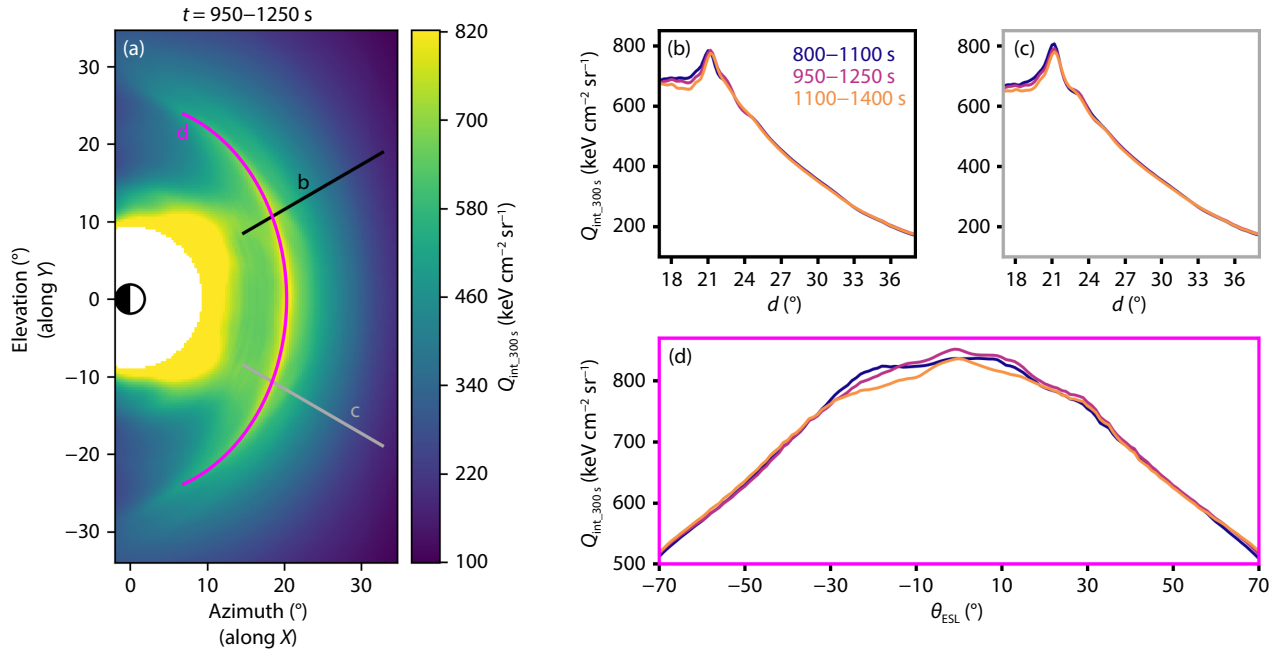 t = 950−1250 s
(a)
d
b
c
30
20
10
0
−10
−20
−30
Elevation (°)
(along Y)
0
10
20
30
Azimuth (°)
(along X)
820
700
580
460
340
220
100
Q_int_300 s (keV cm−2 sr−1)
(b)
800−1100 s
950−1250 s
1100−1400 s
800
600
400
200
Q_int_300 s (keV cm−2 sr−1)
18 21 24 27 30 33 36
d (°)
(c)
800
600
400
200
18 21 24 27 30 33 36
d (°)
(d)
800
700
600
500
Q_int_300 s (keV cm−2 sr−1)
−70 −50 −30 −10 10 30 50 70
θ_ESL (°)